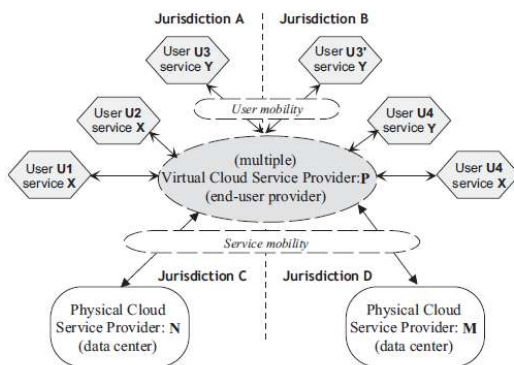 Jurisdiction A
Jurisdiction B
User U3
service Y
User U3'
service Y
User mobility
User U2
service X
User U4
service Y
User U1
service X
(multiple)
Virtual Cloud Service Provider:P
(end-user provider)
User U4
service X
Service mobility
Jurisdiction C
Jurisdiction D
Physical Cloud
Service Provider: N
(data center)
Physical Cloud
Service Provider: M
(data center)